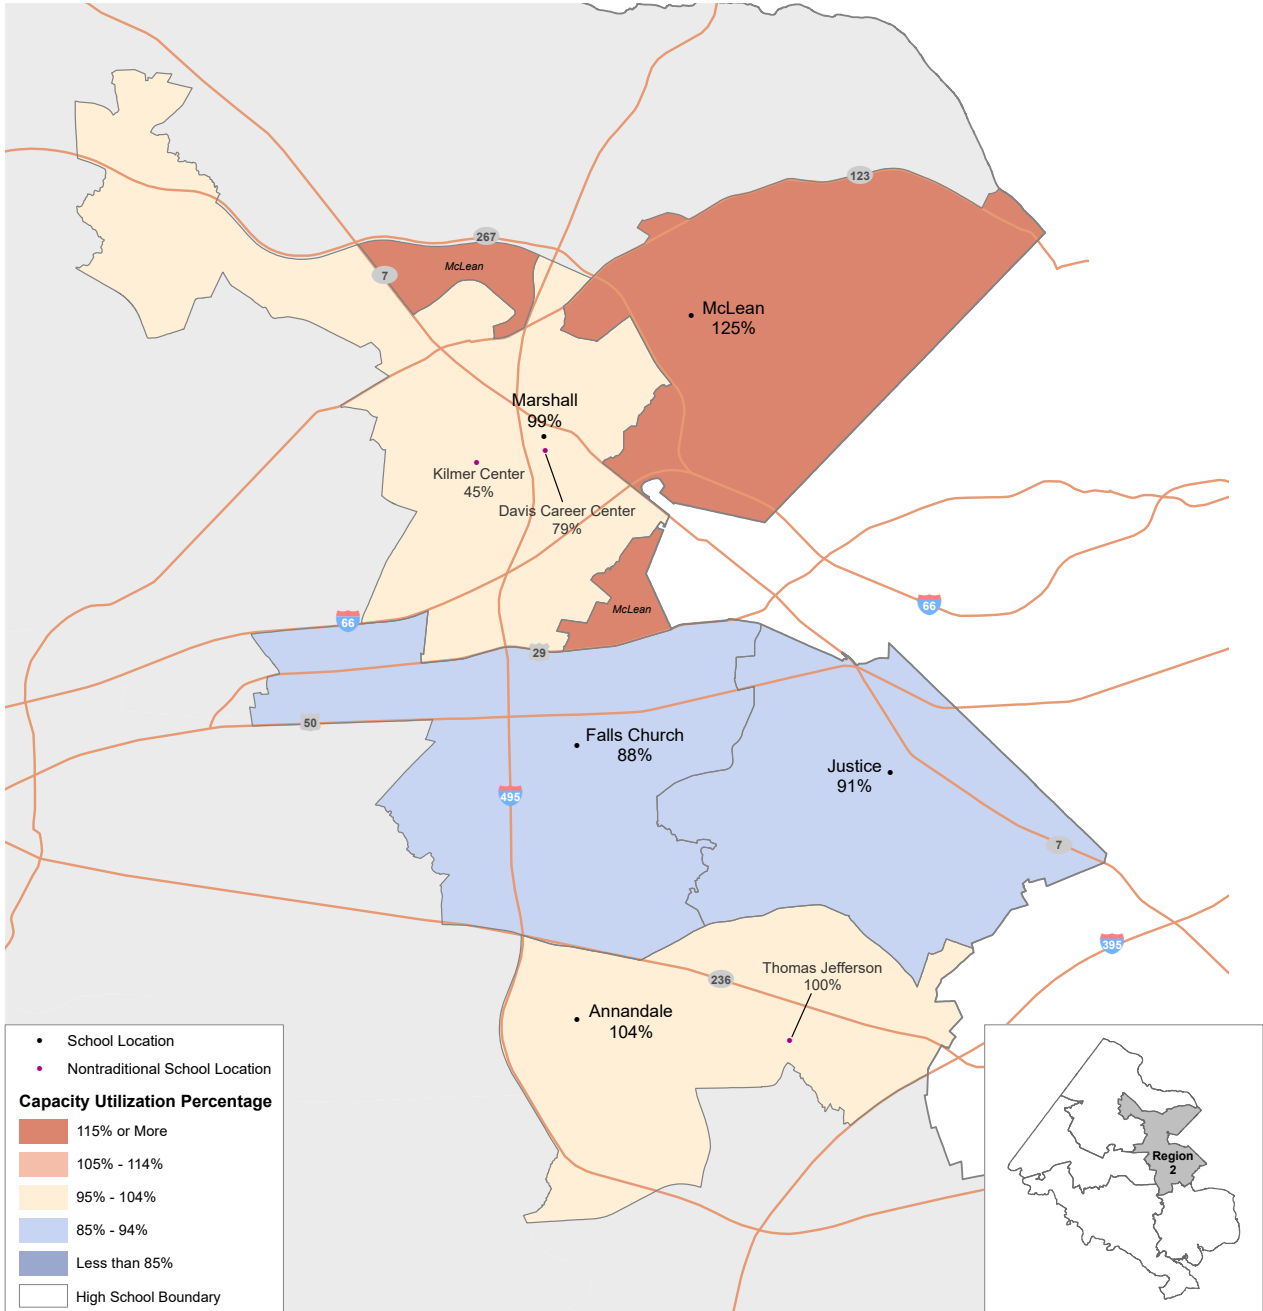 123
267
7
McLean
McLean
125%
Marshall
99%
Kilmer Center
45%
Davis Career Center
79%
McLean
66
66
29
50
Falls Church
88%
Justice
91%
495
7
395
236
Thomas Jefferson
100%
Annandale
104%
School Location
Nontraditional School Location
Capacity Utilization Percentage
115% or More
105% - 114%
95% - 104%
85% - 94%
Less than 85%
High School Boundary
Region
2